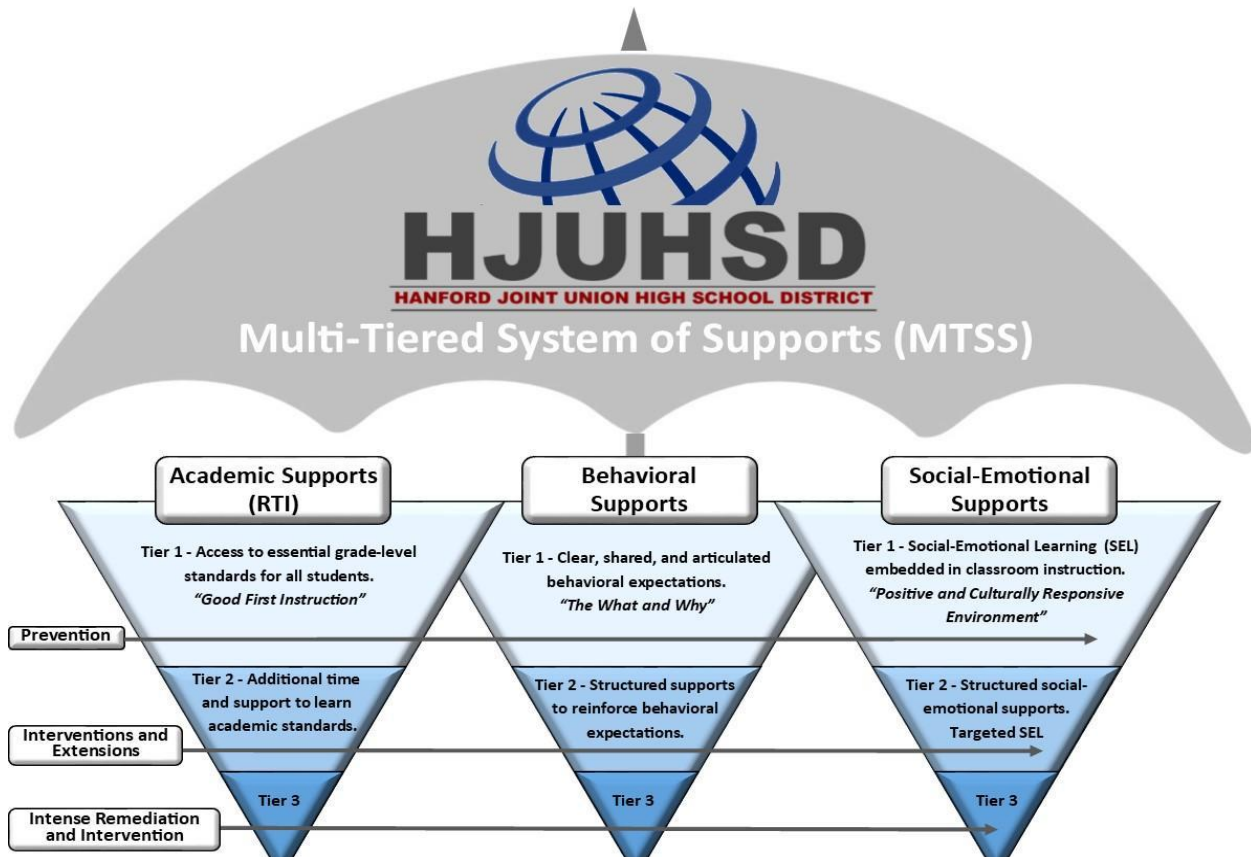 HJUHSD
HANFORD JOINT UNION HIGH SCHOOL DISTRICT
Multi-Tiered System of Supports (MTSS)
Academic Supports
(RTI)
Behavioral
Supports
Social-Emotional
Supports
Tier 1 - Access to essential grade-level
standards for all students.
“Good First Instruction”
Tier 1 - Clear, shared, and articulated
behavioral expectations.
“The What and Why”
Tier 1 - Social-Emotional Learning (SEL)
embedded in classroom instruction.
“Positive and Culturally Responsive
Environment”
Prevention
Tier 2 - Additional time
and support to learn
academic standards.
Tier 2 - Structured supports
to reinforce behavioral
expectations.
Tier 2 - Structured social-
emotional supports.
Targeted SEL
Interventions and
Extensions
Tier 3
Tier 3
Tier 3
Intense Remediation
and Intervention